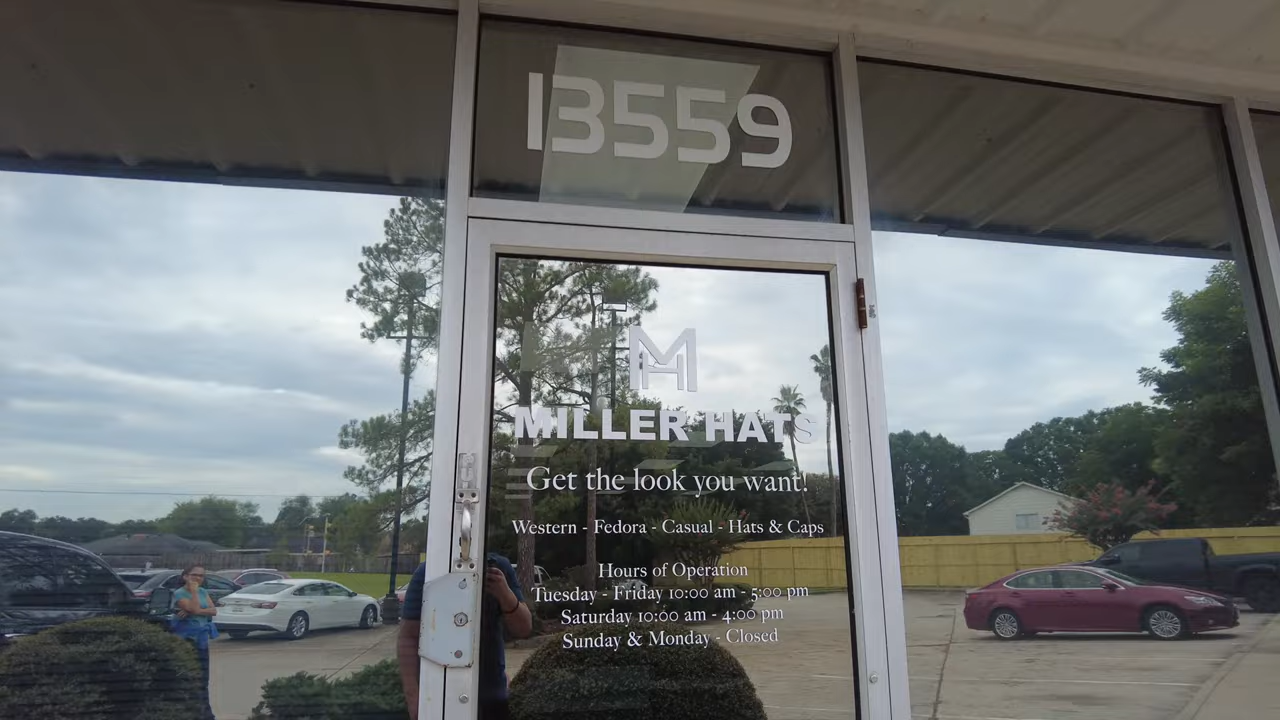 13559
MH
MILLER HATS
Get the look you want!
Western - Fedora - Casual - Hats & Caps
Hours of Operation
Tuesday - Friday 10:00 am - 5:00 pm
Saturday 10:00 am - 4:00 pm
Sunday & Monday - Closed